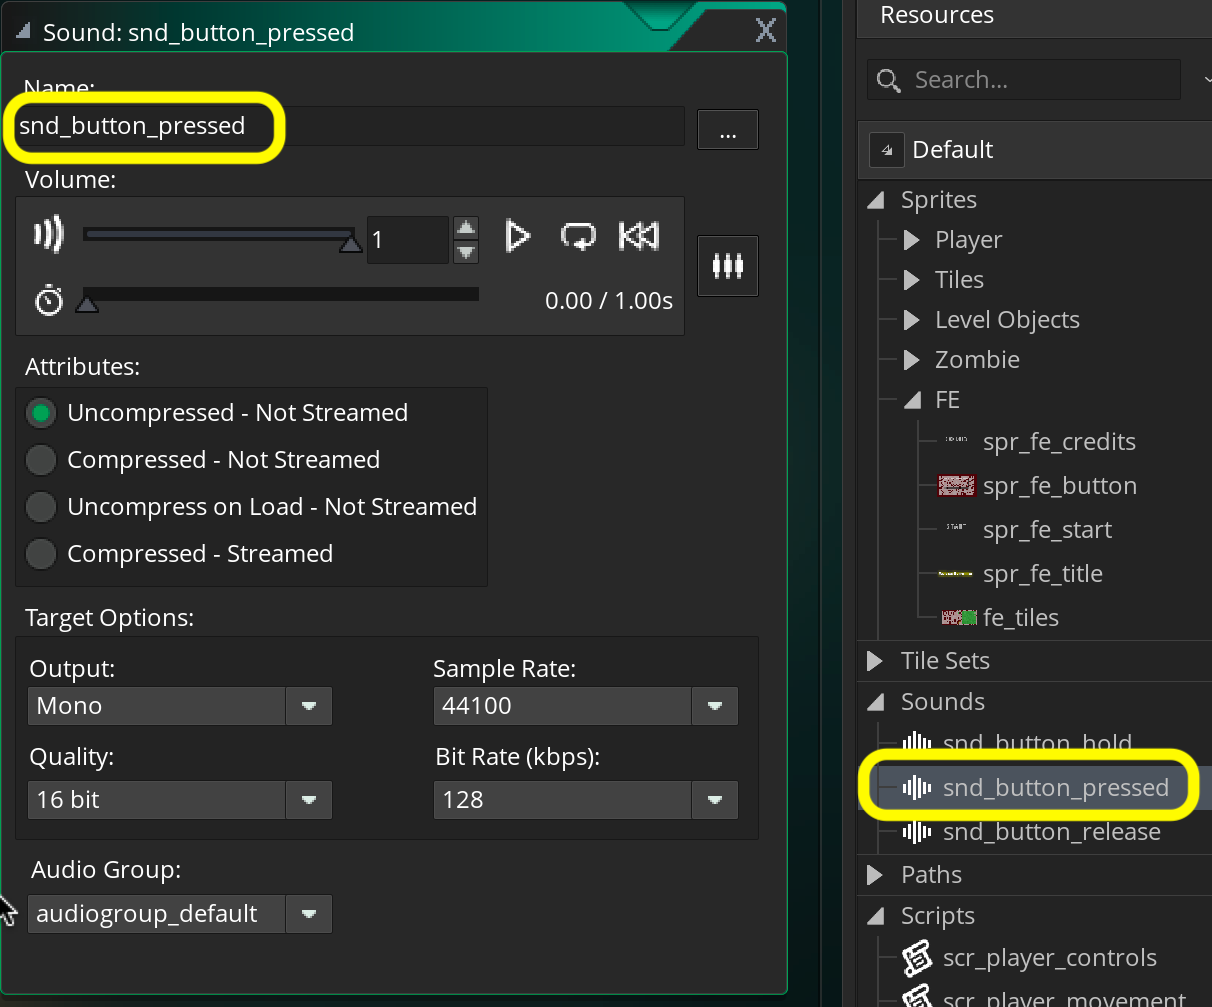 Sound: snd_button_pressed
Name:
snd_button_pressed
...
Volume:
1
0.00 / 1.00s
Attributes:
Uncompressed - Not Streamed
Compressed - Not Streamed
Uncompress on Load - Not Streamed
Compressed - Streamed
Target Options:
Output:
Sample Rate:
Mono
44100
Quality:
Bit Rate (kbps):
16 bit
128
Audio Group:
audiogroup_default
Resources
Search...
Default
Sprites
Player
Tiles
Level Objects
Zombie
FE
spr_fe_credits
spr_fe_button
spr_fe_start
spr_fe_title
fe_tiles
Tile Sets
Sounds
snd_button_hold
snd_button_pressed
snd_button_release
Paths
Scripts
scr_player_controls
scr_player_movement